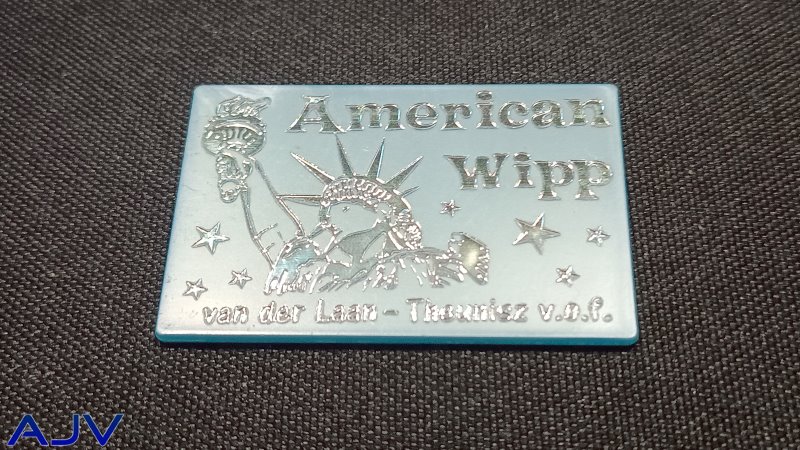 American
Wipp
van der Laan - Theunisz v.o.f.
AJV